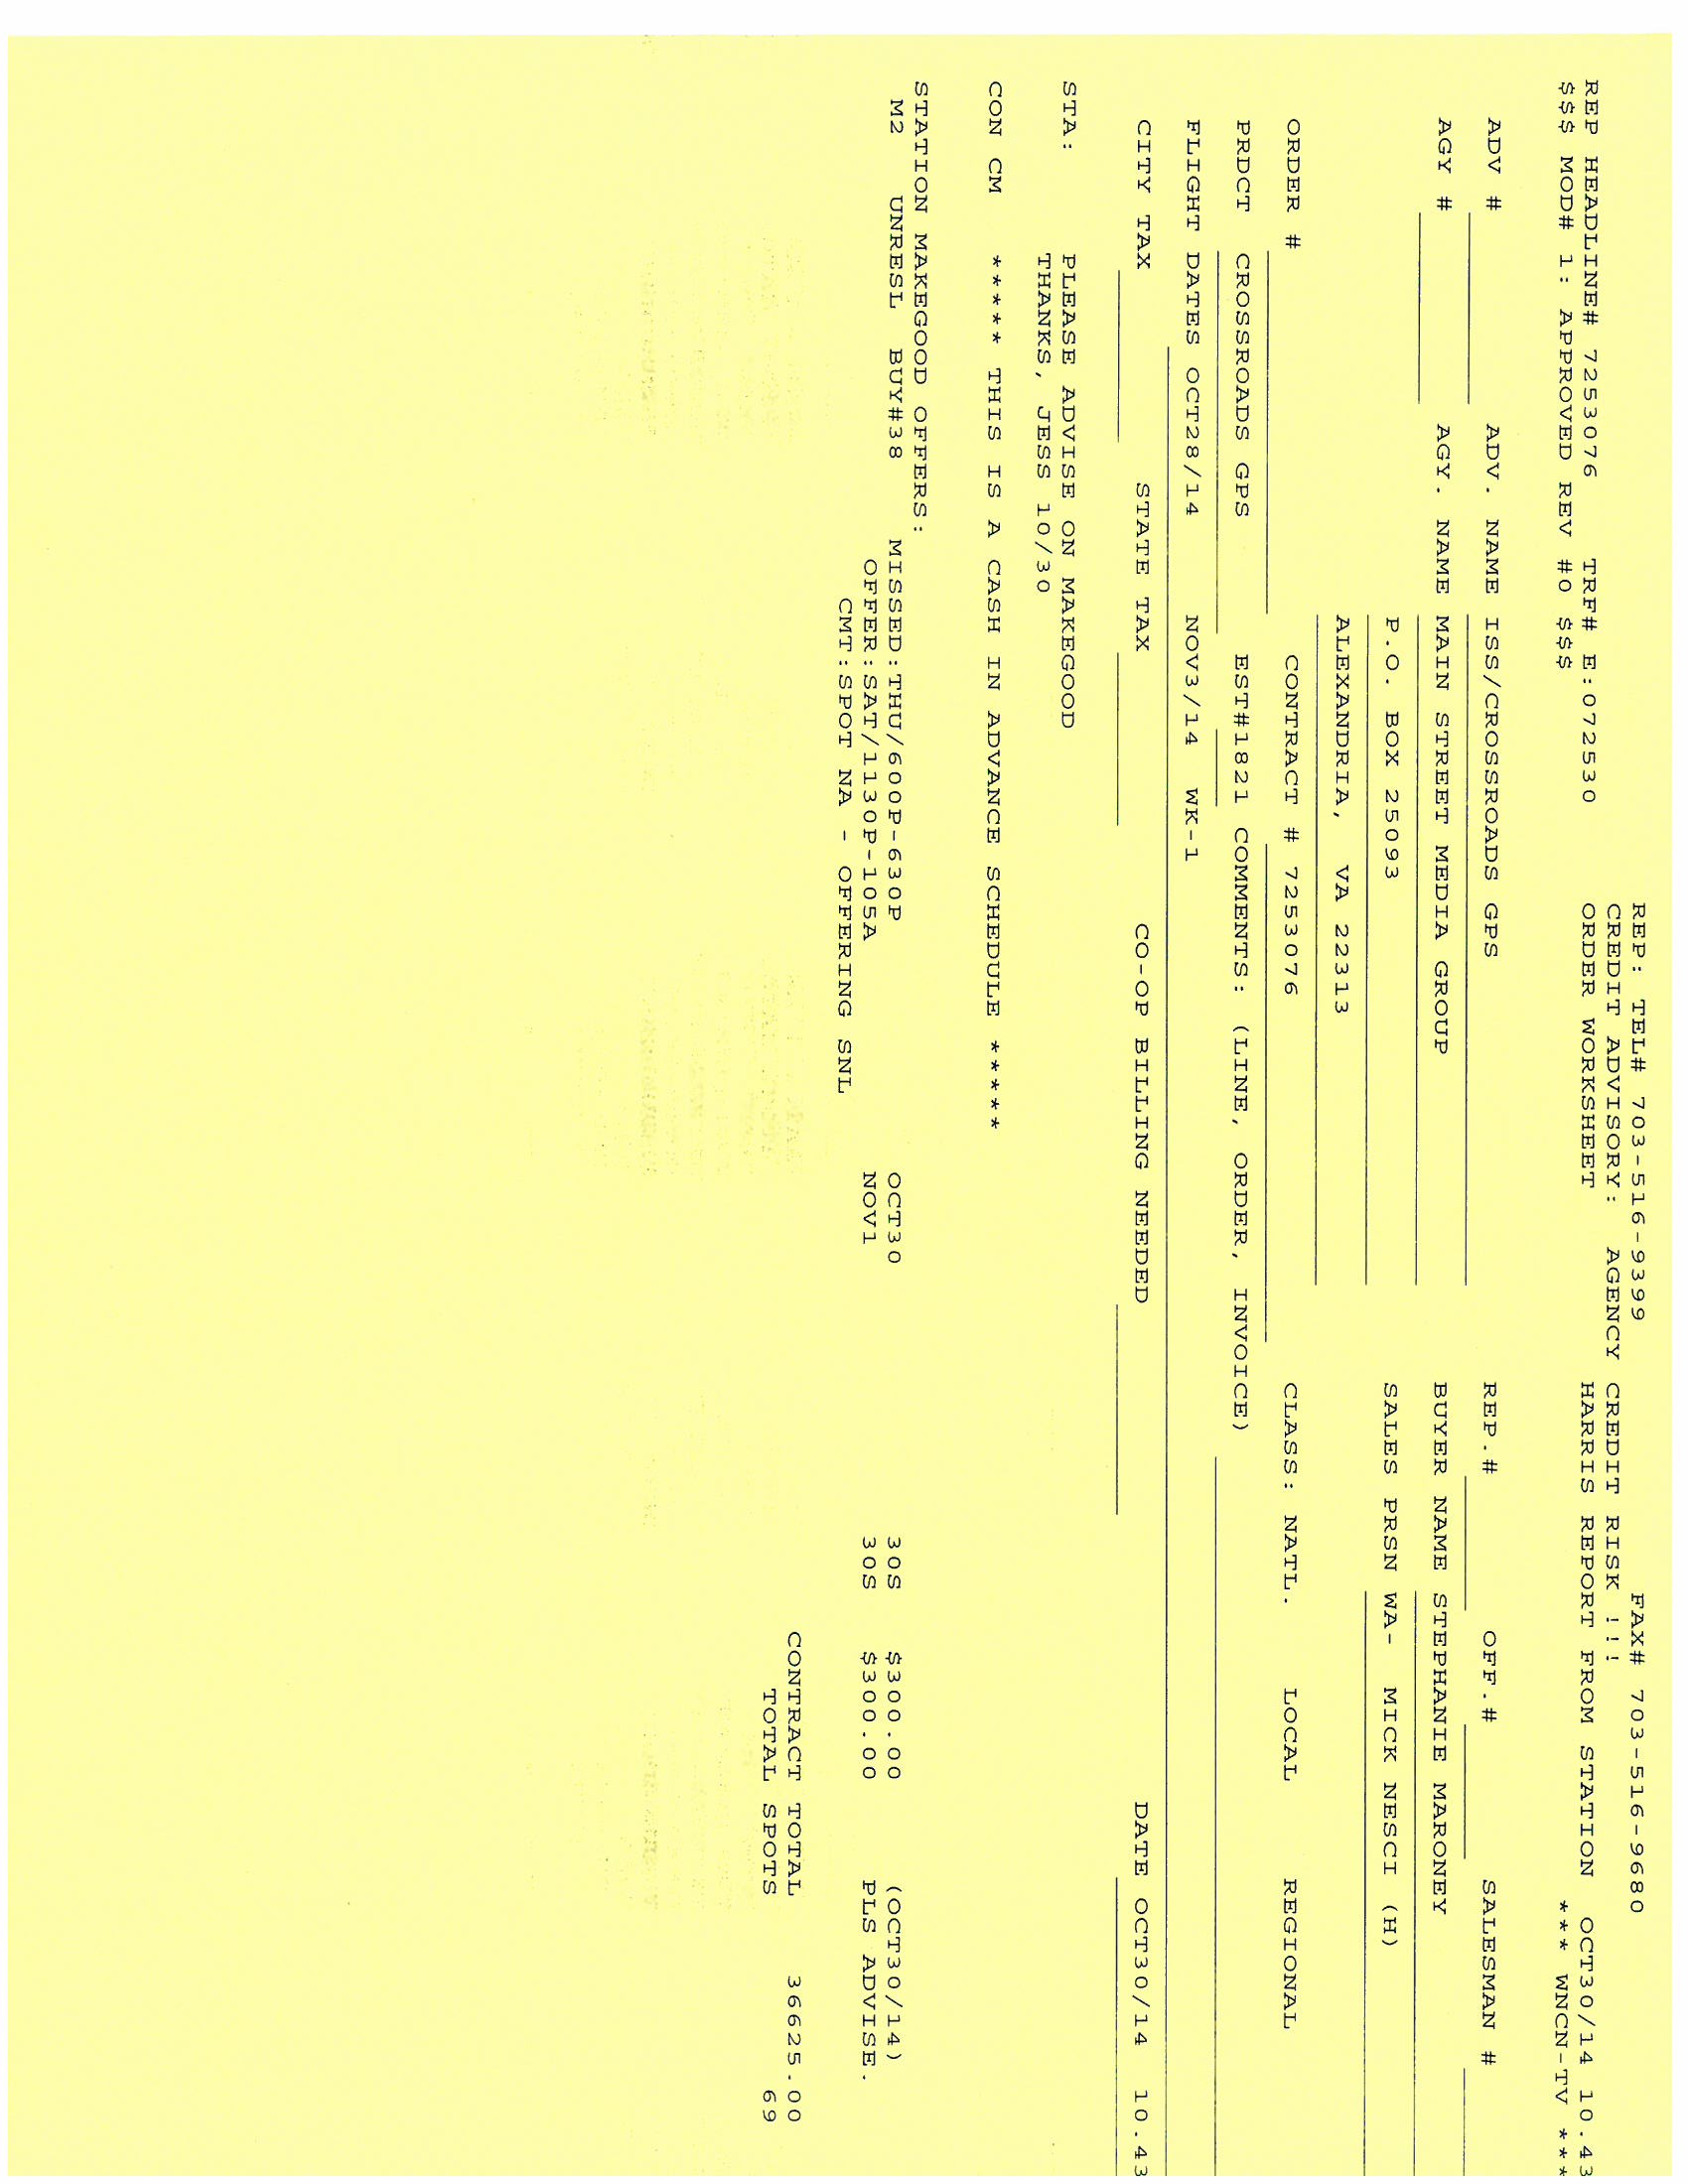 REP: TEL# 703-516-9399 FAX# 703-516-9680
CREDIT ADVISORY: AGENCY CREDIT RISK !!!
ORDER WORKSHEET HARRIS REPORT FROM STATION OCT30/14 10.43
REP HEADLINE# 7253076 TRF# E:072530 *** WNCN-TV ***
$$$ MOD# 1: APPROVED REV #0 $$$
ADV # ADV. NAME ISS/CROSSROADS GPS REP.# OFF.# SALESMAN #
AGY # AGY. NAME MAIN STREET MEDIA GROUP BUYER NAME STEPHANIE MARONEY
P.O. BOX 25093 SALES PRSN WA- MICK NESCI (H)
ALEXANDRIA, VA 22313
ORDER # CONTRACT # 7253076 CLASS: NATL. LOCAL REGIONAL
PRDCT CROSSROADS GPS EST#1821 COMMENTS: (LINE, ORDER, INVOICE)
FLIGHT DATES OCT28/14 NOV3/14 WK-1
CITY TAX STATE TAX CO-OP BILLING NEEDED DATE OCT30/14 10.43
STA: PLEASE ADVISE ON MAKEGOOD
THANKS, JESS 10/30
CON CM ***** THIS IS A CASH IN ADVANCE SCHEDULE *****
STATION MAKEGOOD OFFERS:
M2 UNRESL BUY#38 MISSED:THU/600P-630P OCT30 30S $300.00 (OCT30/14)
OFFER:SAT/1130P-105A NOV1 30S $300.00 PLS ADVISE.
CMT:SPOT NA - OFFERING SNL
CONTRACT TOTAL 36625.00
TOTAL SPOTS 69